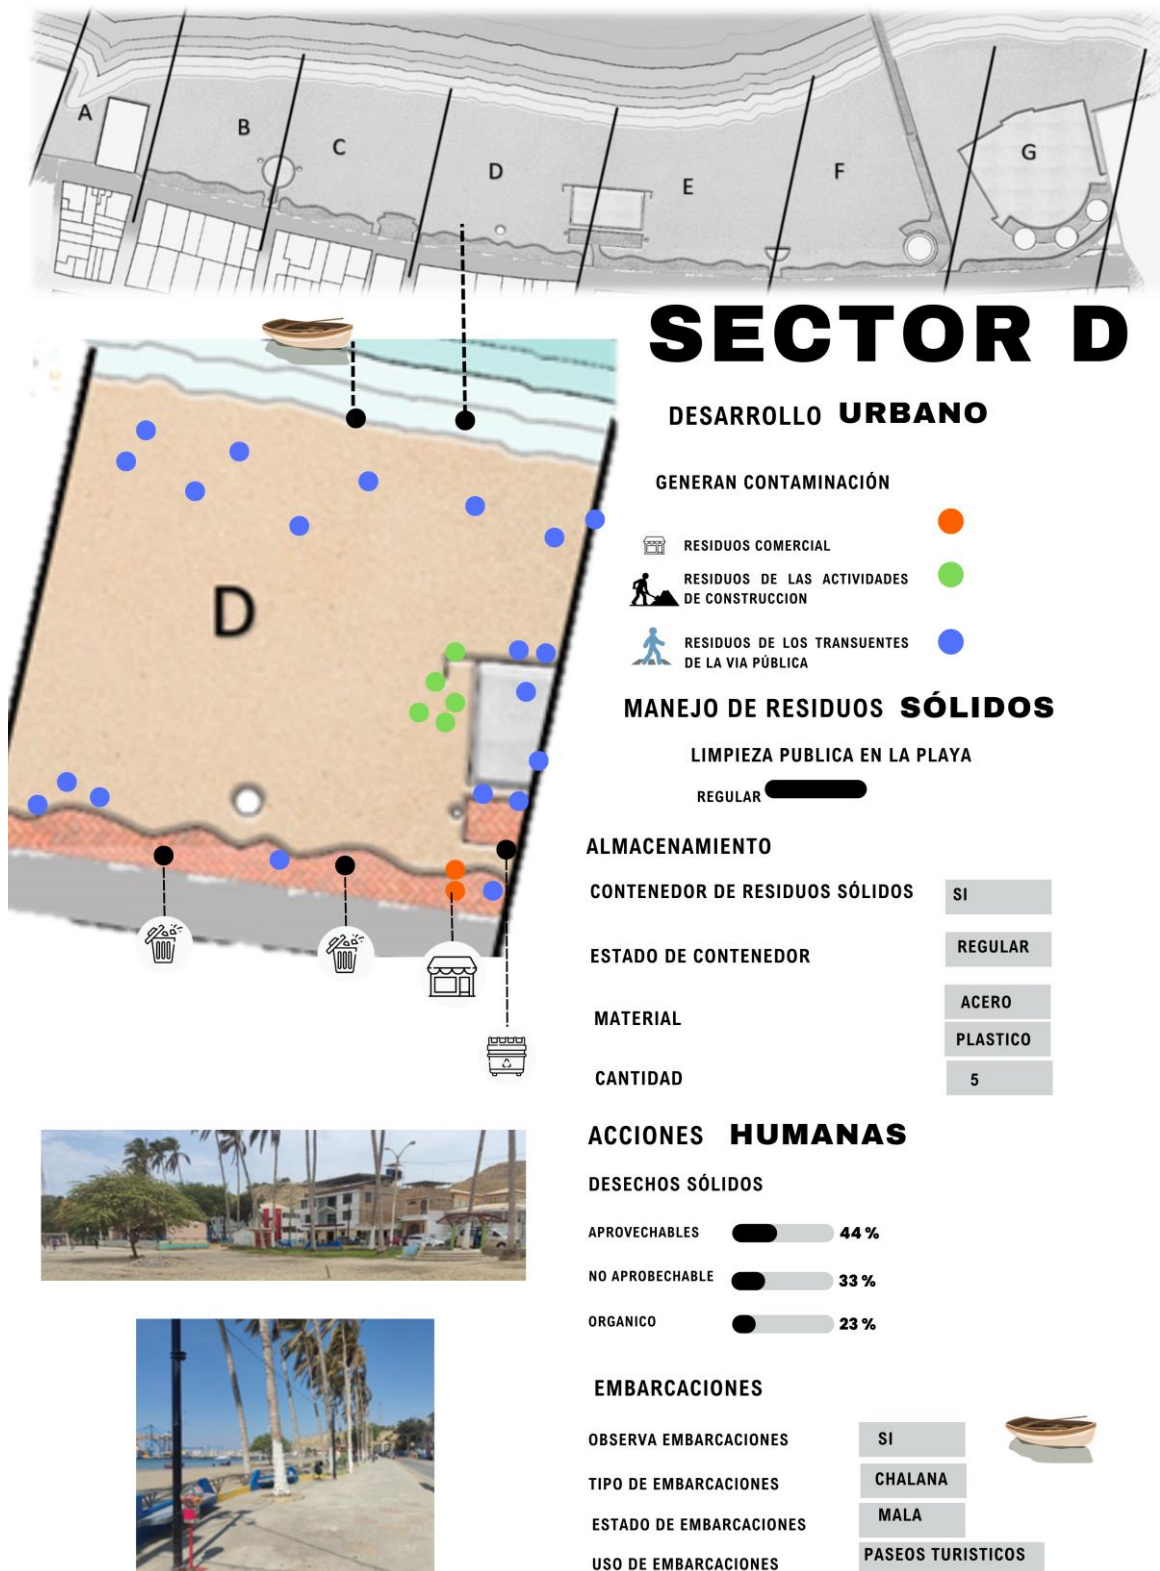 A
B
C
D
E
F
G
SECTOR D
DESARROLLO URBANO
GENERAN CONTAMINACIÓN
RESIDUOS COMERCIAL
RESIDUOS DE LAS ACTIVIDADES
DE CONSTRUCCION
RESIDUOS DE LOS TRANSUENTES
DE LA VIA PÚBLICA
D
MANEJO DE RESIDUOS SÓLIDOS
LIMPIEZA PUBLICA EN LA PLAYA
REGULAR
ALMACENAMIENTO
CONTENEDOR DE RESIDUOS SÓLIDOS SI
ESTADO DE CONTENEDOR REGULAR
MATERIAL ACERO
PLASTICO
CANTIDAD 5
ACCIONES HUMANAS
DESECHOS SÓLIDOS
APROVECHABLES 44 %
NO APROBECHABLE 33 %
ORGANICO 23 %
EMBARCACIONES
OBSERVA EMBARCACIONES SI
TIPO DE EMBARCACIONES CHALANA
ESTADO DE EMBARCACIONES MALA
USO DE EMBARCACIONES PASEOS TURISTICOS